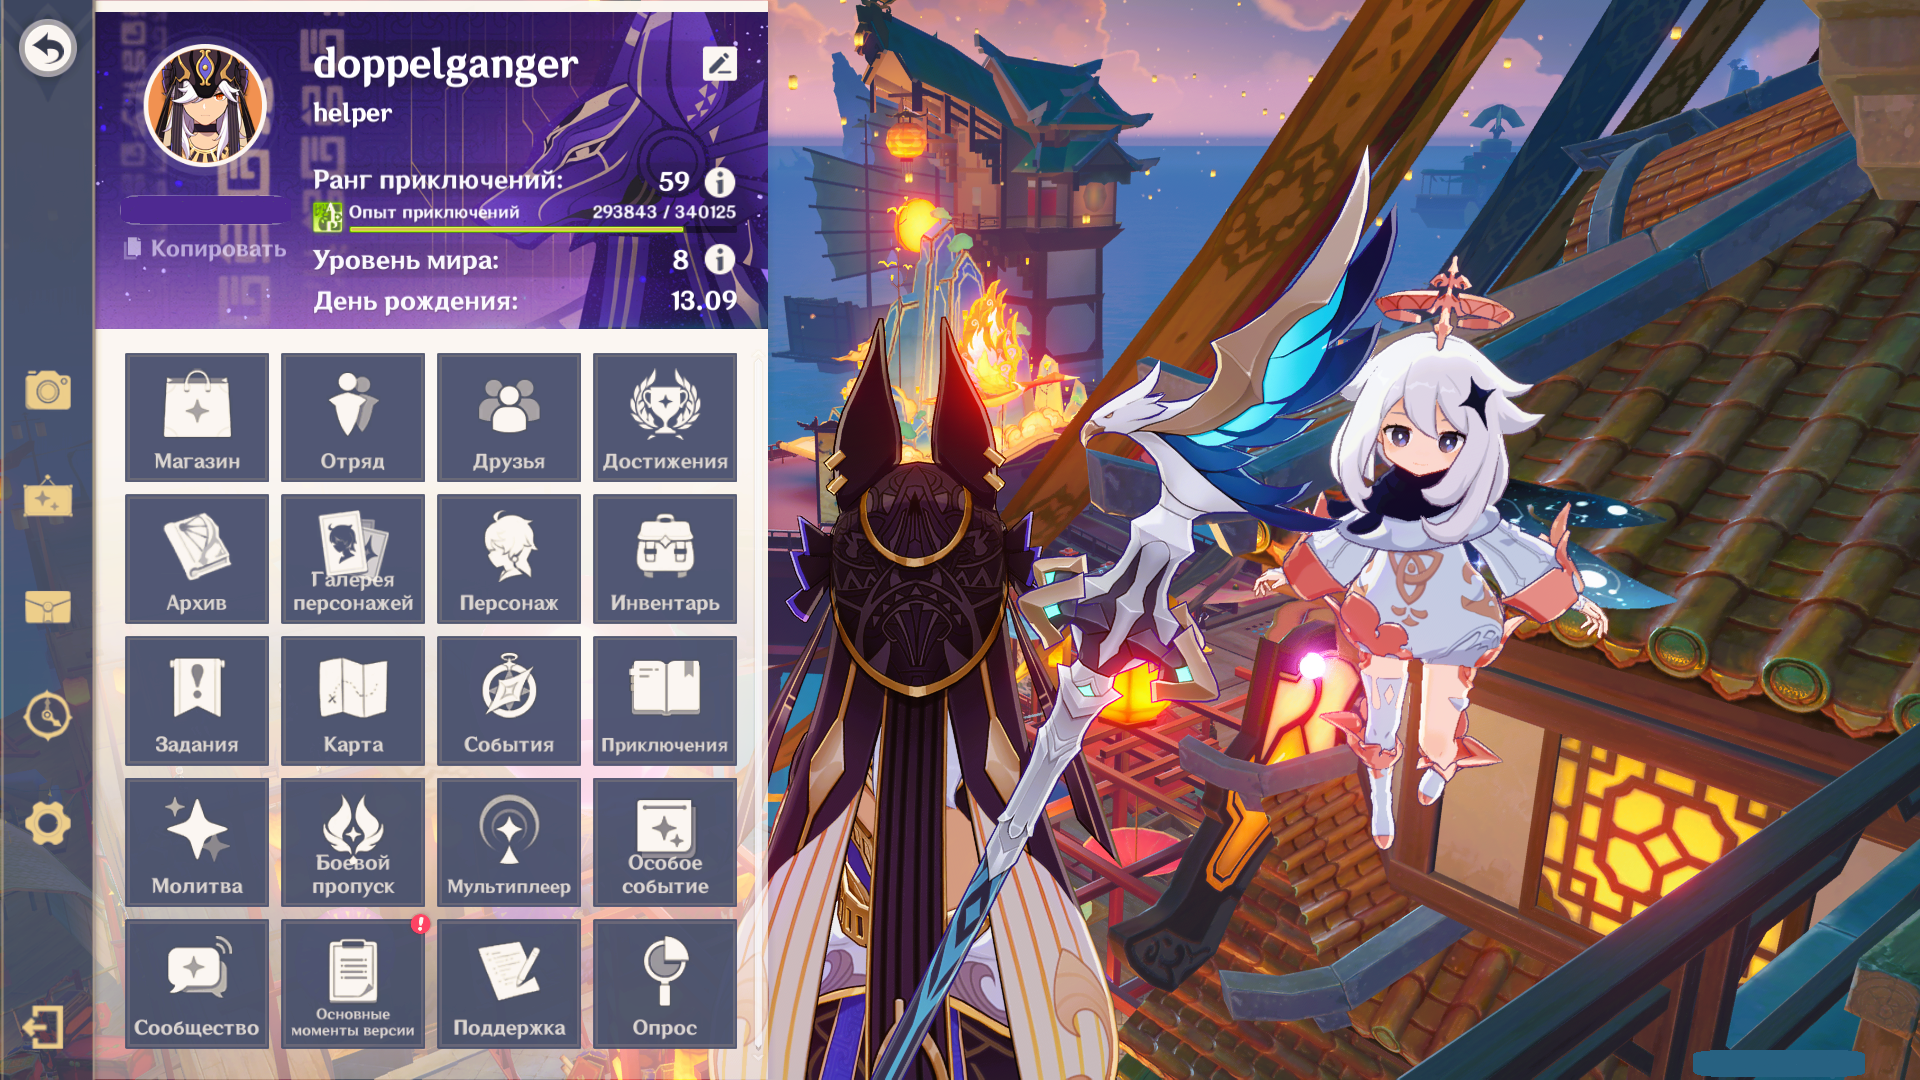 doppelganger
helper
Ранг приключений: 59
Опыт приключений 293843 / 340125
Копировать
Уровень мира: 8
День рождения: 13.09
Магазин
Отряд
Друзья
Достижения
Архив
Галерея
персонажей
Персонаж
Инвентарь
Задания
Карта
События
Приключения
Молитва
Боевой
пропуск
Мультиплеер
Особое
событие
Сообщество
Основные
моменты версии
Поддержка
Опрос